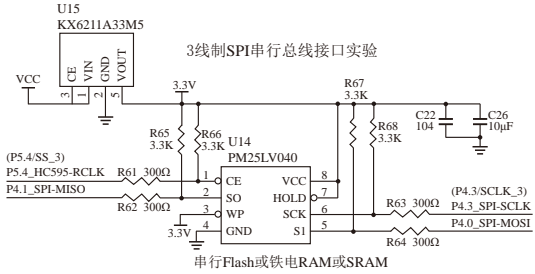 U15
KX6211A33M5
3线制SPI串行总线接口实验
CE
VIN
GND
VOUT
VCC
3 1 2 5
3.3V
R67
3.3K
R65
3.3K
R66
3.3K
R68
3.3K
C22
104
C26
10μF
U14
PM25LV040
(P5.4/SS_3)
P5.4_HC595-RCLK
R61 300Ω
1 CE
VCC 8
P4.1_SPI-MISO
R62 300Ω
2 SO
HOLD 7
3 WP
SCK 6
3.3V
4 GND
S1 5
(P4.3/SCLK_3)
R63 300Ω
P4.3_SPI-SCLK
P4.0_SPI-MOSI
R64 300Ω
串行Flash或铁电RAM或SRAM